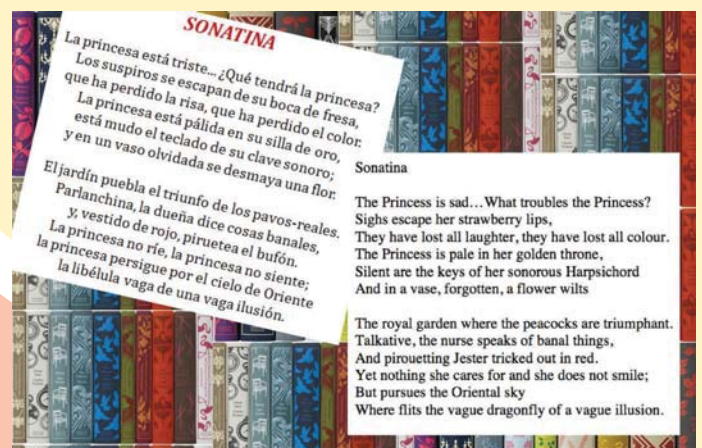 SONATINA
La princesa está triste... ¿Qué tendrá la princesa?
Los suspiros se escapan de su boca de fresa,
que ha perdido la risa, que ha perdido el color.
La princesa está pálida en su silla de oro,
está mudo el teclado de su clave sonoro;
y en un vaso olvidada se desmaya una flor.
El jardín puebla el triunfo de los pavos-reales.
Parlanchina, la dueña dice cosas banales,
y, vestido de rojo, piruetea el bufón.
La princesa no ríe, la princesa no siente;
la princesa persigue por el cielo de Oriente
la libélula vaga de una vaga ilusión.
Sonatina
The Princess is sad...What troubles the Princess?
Sighs escape her strawberry lips,
They have lost all laughter, they have lost all colour.
The Princess is pale in her golden throne,
Silent are the keys of her sonorous Harpsichord
And in a vase, forgotten, a flower wilts
The royal garden where the peacocks are triumphant.
Talkative, the nurse speaks of banal things,
And pirouetting Jester tricked out in red.
Yet nothing she cares for and she does not smile;
But pursues the Oriental sky
Where flits the vague dragonfly of a vague illusion.